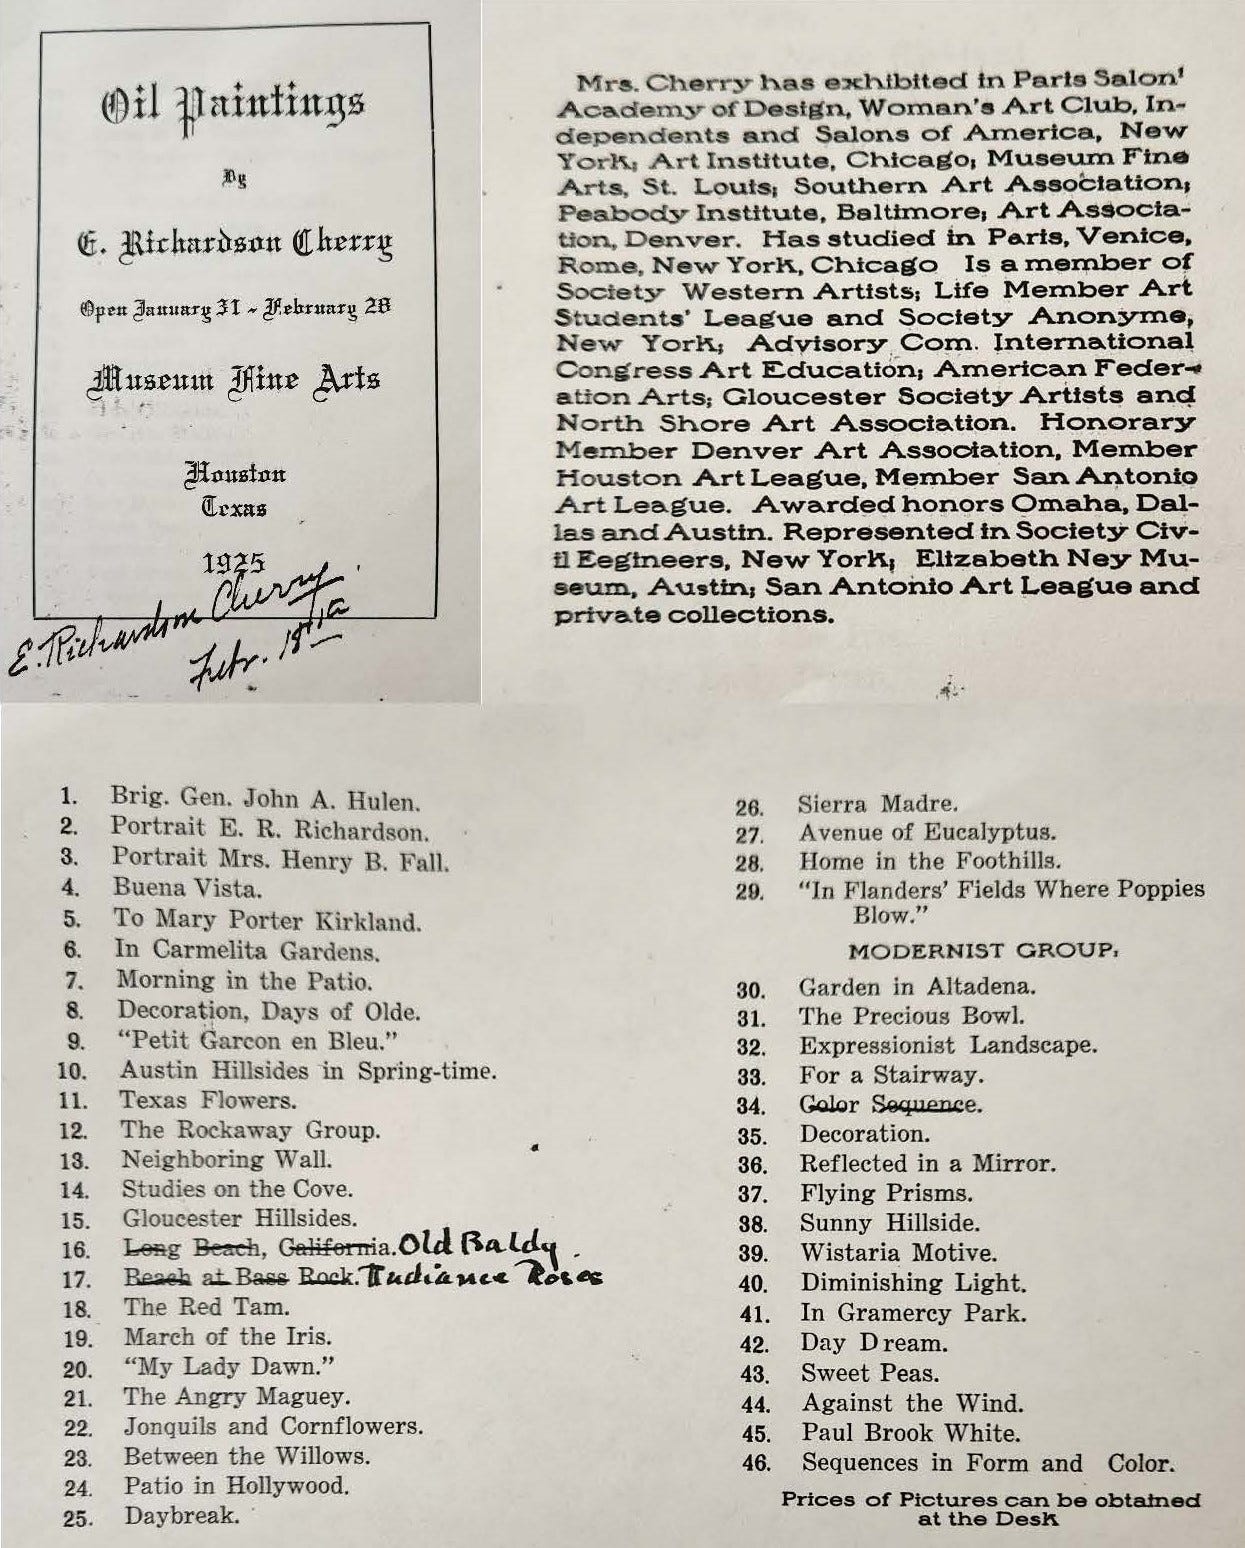 Oil Paintings
By
E. Richardson Cherry
Open January 31 ~ February 28
Museum Fine Arts
Houston
Texas
1925
E. Richardson Cherry
Febr. 18
Mrs. Cherry has exhibited in Paris Salon'
Academy of Design, Woman's Art Club, In-
dependents and Salons of America, New
York; Art Institute, Chicago; Museum Fine
Arts, St. Louis; Southern Art Association;
Peabody Institute, Baltimore; Art Associa-
tion, Denver. Has studied in Paris, Venice,
Rome, New York, Chicago Is a member of
Society Western Artists; Life Member Art
Students' League and Society Anonyme,
New York; Advisory Com. International
Congress Art Education; American Feder-
ation Arts; Gloucester Society Artists and
North Shore Art Association. Honorary
Member Denver Art Association, Member
Houston Art League, Member San Antonio
Art League. Awarded honors Omaha, Dal-
las and Austin. Represented in Society Civ-
il Eegineers, New York; Elizabeth Ney Mu-
seum, Austin; San Antonio Art League and
private collections.
1. Brig. Gen. John A. Hulen.
2. Portrait E. R. Richardson.
3. Portrait Mrs. Henry B. Fall.
4. Buena Vista.
5. To Mary Porter Kirkland.
6. In Carmelita Gardens.
7. Morning in the Patio.
8. Decoration, Days of Olde.
9. "Petit Garcon en Bleu."
10. Austin Hillsides in Spring-time.
11. Texas Flowers.
12. The Rockaway Group.
13. Neighboring Wall.
14. Studies on the Cove.
15. Gloucester Hillsides.
16. Long Beach, California. Old Baldy.
17. Beach at Bass Rock. Radiance Roses
18. The Red Tam.
19. March of the Iris.
20. "My Lady Dawn."
21. The Angry Maguey.
22. Jonquils and Cornflowers.
23. Between the Willows.
24. Patio in Hollywood.
25. Daybreak.
26. Sierra Madre.
27. Avenue of Eucalyptus.
28. Home in the Foothills.
29. "In Flanders' Fields Where Poppies
Blow."
MODERNIST GROUP.
30. Garden in Altadena.
31. The Precious Bowl.
32. Expressionist Landscape.
33. For a Stairway.
34. Color Sequence.
35. Decoration.
36. Reflected in a Mirror.
37. Flying Prisms.
38. Sunny Hillside.
39. Wistaria Motive.
40. Diminishing Light.
41. In Gramercy Park.
42. Day Dream.
43. Sweet Peas.
44. Against the Wind.
45. Paul Brook White.
46. Sequences in Form and Color.
Prices of Pictures can be obtained
at the Desk